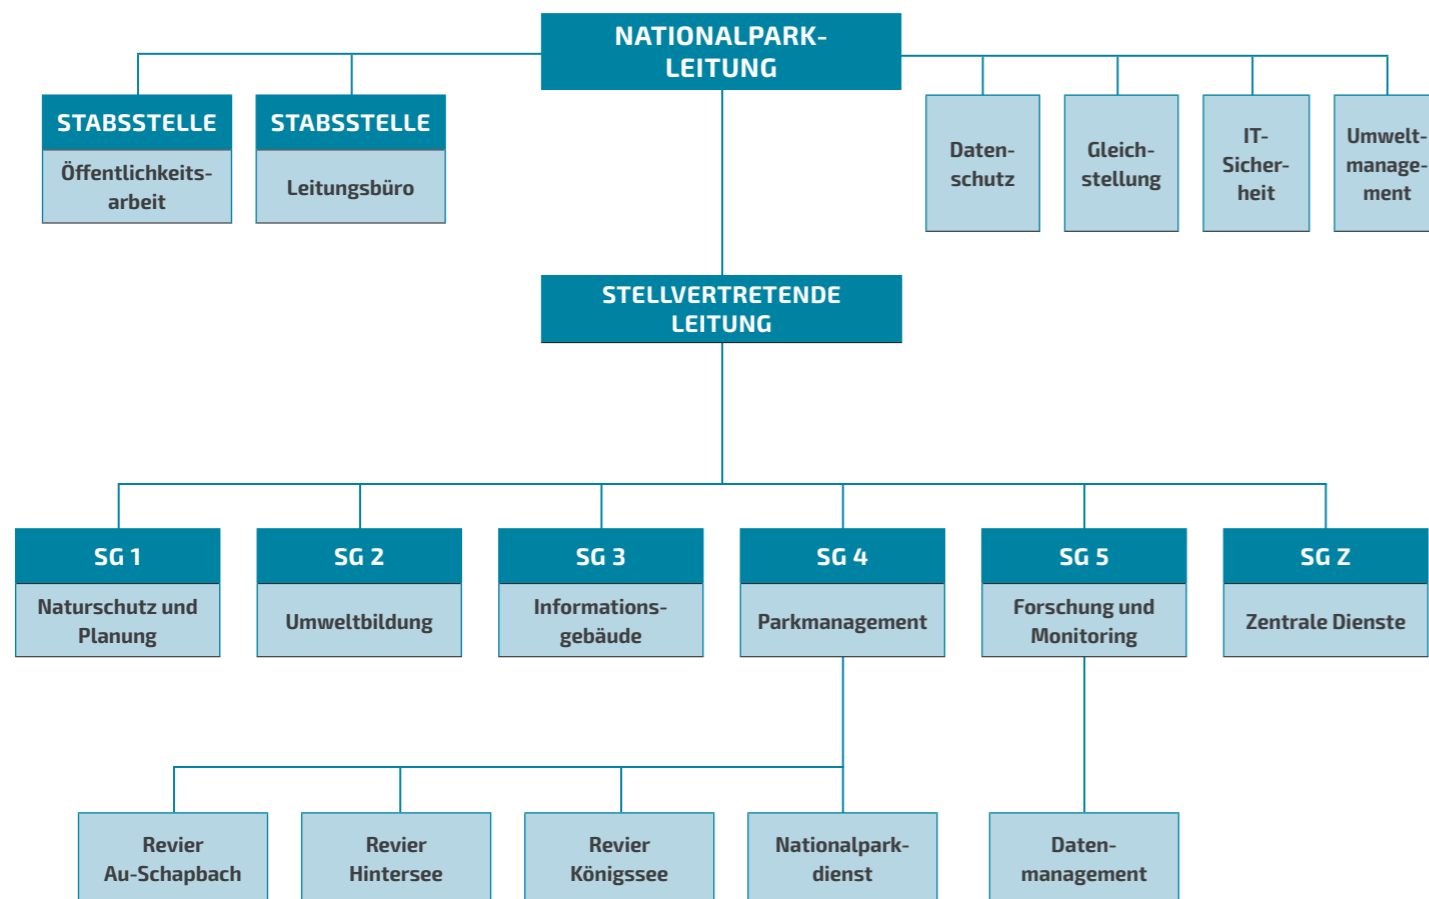 NATIONALPARK-
LEITUNG
STABSSTELLE
Öffentlichkeits-
arbeit
STABSSTELLE
Leitungsbüro
Daten-
schutz
Gleich-
stellung
IT-
Sicher-
heit
Umwelt-
manage-
ment
STELLVERTRETENDE
LEITUNG
SG 1
Naturschutz und
Planung
SG 2
Umweltbildung
SG 3
Informations-
gebäude
SG 4
Parkmanagement
SG 5
Forschung und
Monitoring
SG Z
Zentrale Dienste
Revier
Au-Schapbach
Revier
Hintersee
Revier
Königssee
Nationalpark-
dienst
Daten-
management